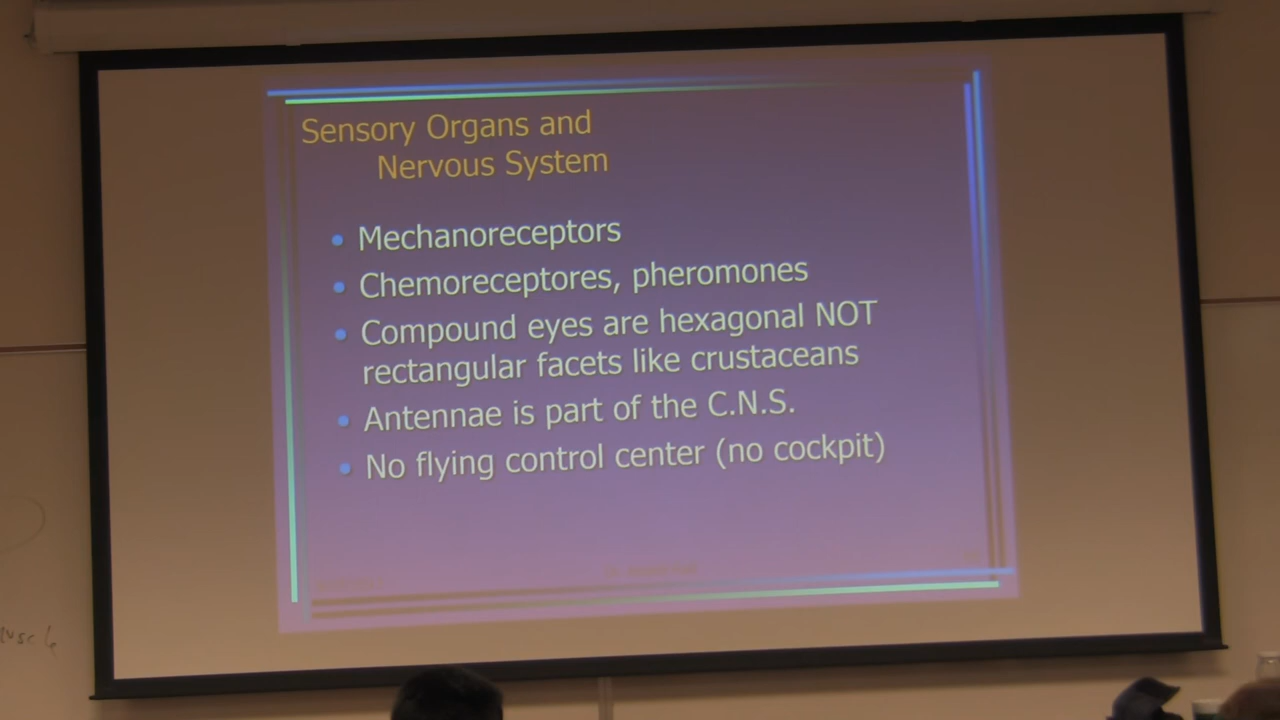 Sensory Organs and
Nervous System
• Mechanoreceptors
• Chemoreceptores, pheromones
• Compound eyes are hexagonal NOT
rectangular facets like crustaceans
• Antennae is part of the C.N.S.
• No flying control center (no cockpit)